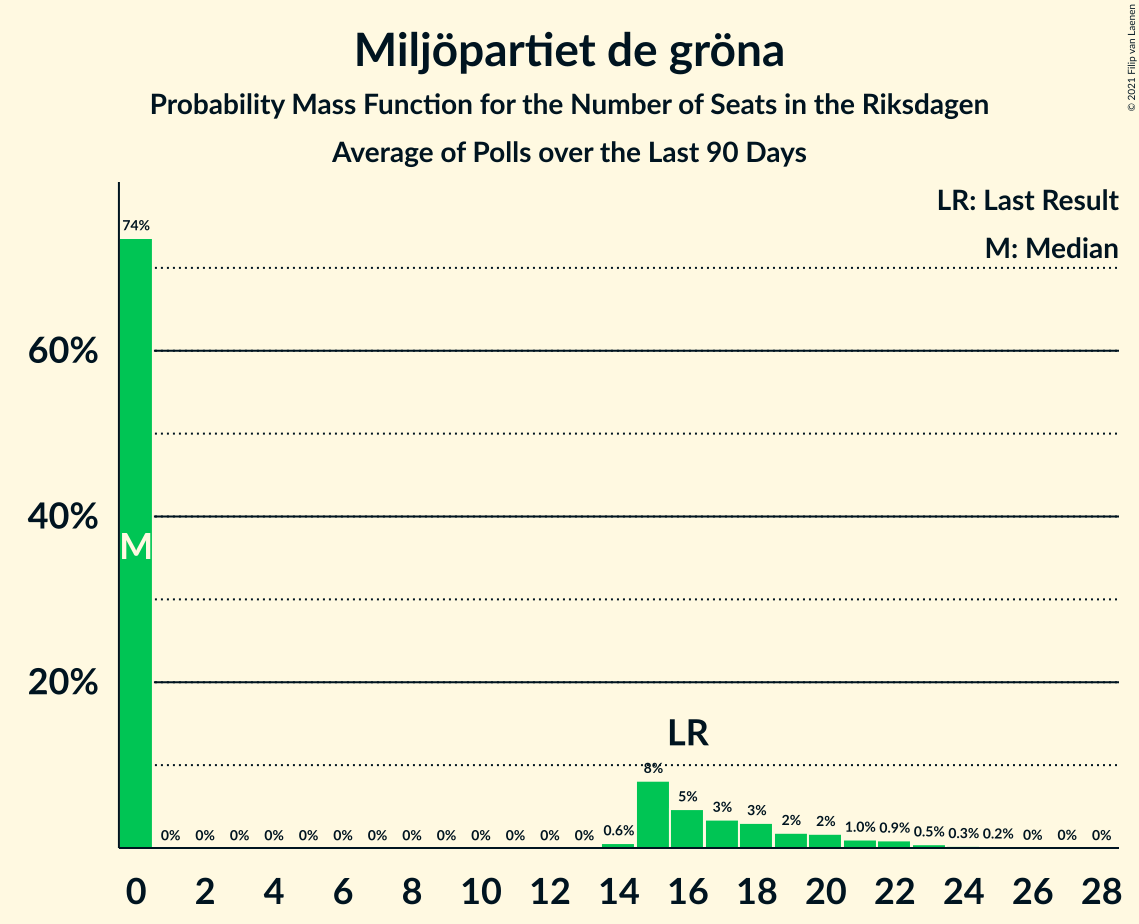 Miljöpartiet de gröna
Probability Mass Function for the Number of Seats in the Riksdagen
Average of Polls over the Last 90 Days
© 2021 Filip van Laenen
LR: Last Result
M: Median
60%
40%
20%
74%
M
LR
0% 0% 0% 0% 0% 0% 0% 0% 0% 0% 0% 0% 0% 0.6% 8% 5% 3% 3% 2% 2% 1.0% 0.9% 0.5% 0.3% 0.2% 0% 0% 0%
0 2 4 6 8 10 12 14 16 18 20 22 24 26 28